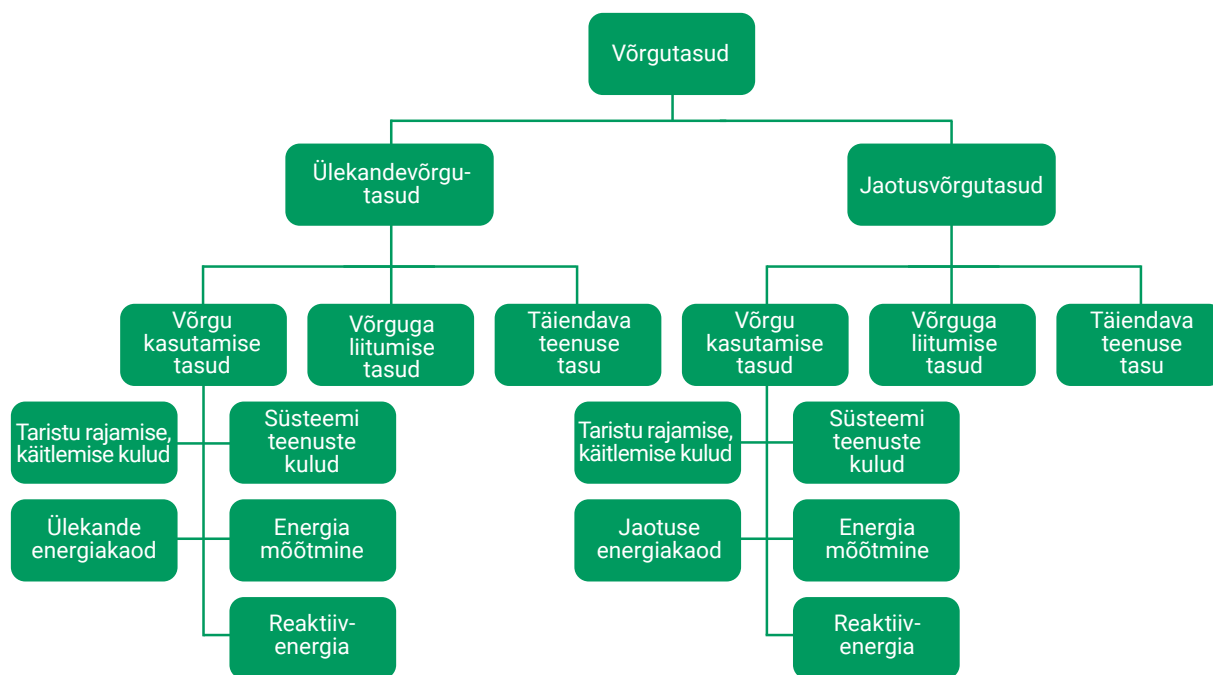 Võrgutasud
Ülekandevõrgu-
tasud
Jaotusvõrgutasud
Võrgu
kasutamise
tasud
Võrguga
liitumise
tasud
Täiendava
teenuse
tasu
Võrgu
kasutamise
tasud
Võrguga
liitumise
tasud
Täiendava
teenuse
tasu
Taristu rajamise,
käitlemise kulud
Süsteemi
teenuste
kulud
Taristu rajamise,
käitlemise kulud
Süsteemi
teenuste
kulud
Ülekande
energiakaod
Energia
mõõtmine
Jaotuse
energiakaod
Energia
mõõtmine
Reaktiiv-
energia
Reaktiiv-
energia